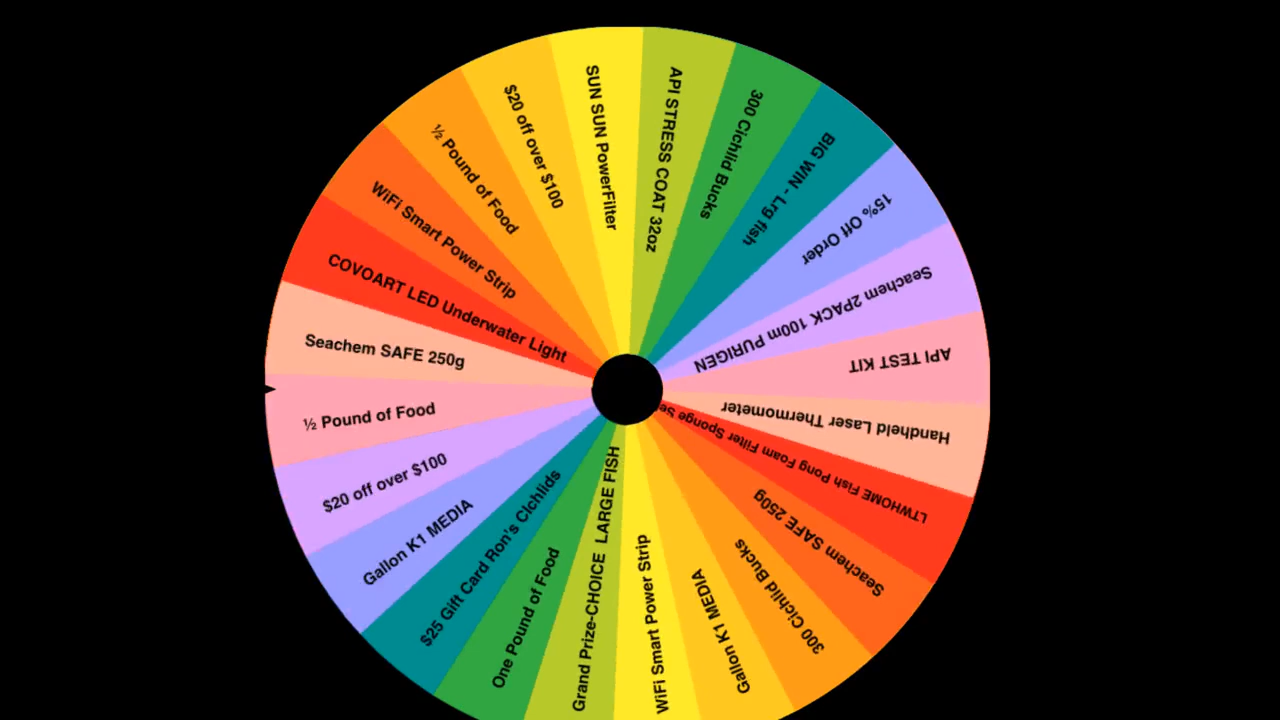 SUN SUN PowerFilter
API STRESS COAT 32oz
300 Cichlid Bucks
BIG WIN - Lrg fish
15% Off Order
Seachem 2PACK 100m PURIGEN
API TEST KIT
Handheld Laser Thermometer
LTWHOME Fish Pong Foam Filter Sponge Se
Seachem SAFE 250g
300 Cichlid Bucks
Gallon K1 MEDIA
WiFi Smart Power Strip
Grand Prize-CHOICE LARGE FISH
One Pound of Food
$25 Gift Card Ron's Cichlids
Gallon K1 MEDIA
$20 off over $100
½ Pound of Food
Seachem SAFE 250g
COVOART LED Underwater Light
WiFi Smart Power Strip
½ Pound of Food
$20 off over $100